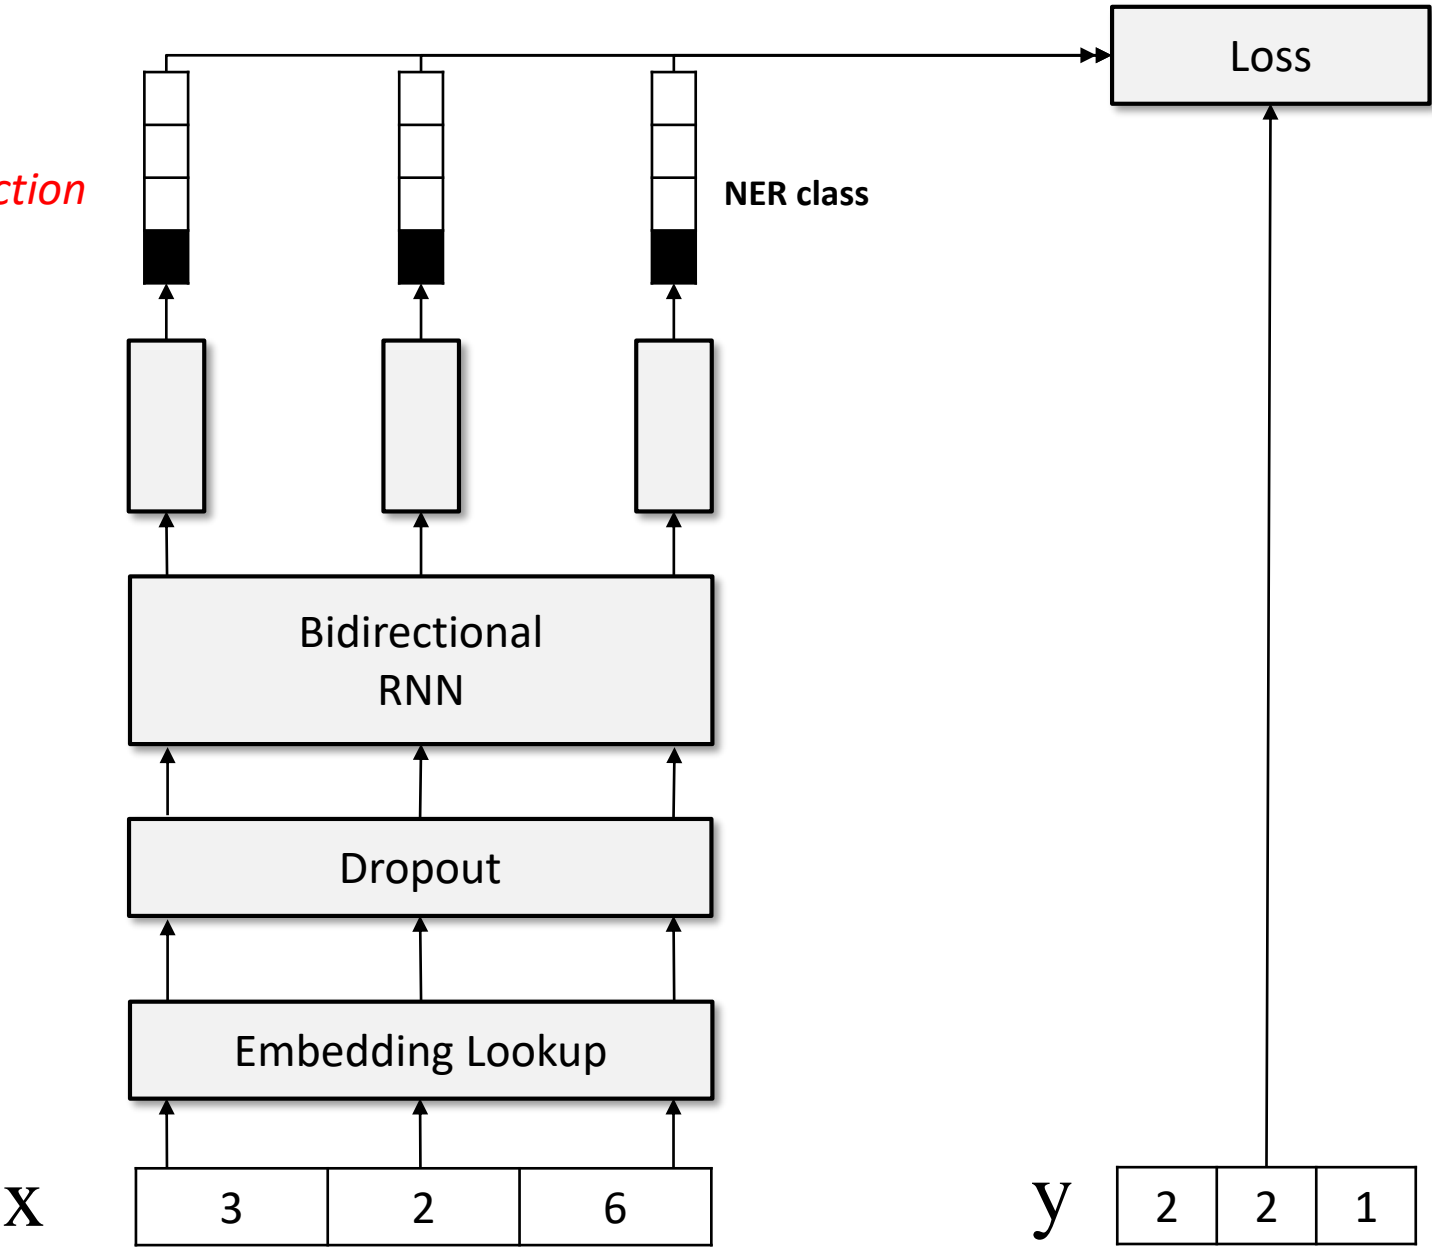 Loss
ction
NER class
Bidirectional
RNN
Dropout
Embedding Lookup
x 3 2 6
y 2 2 1